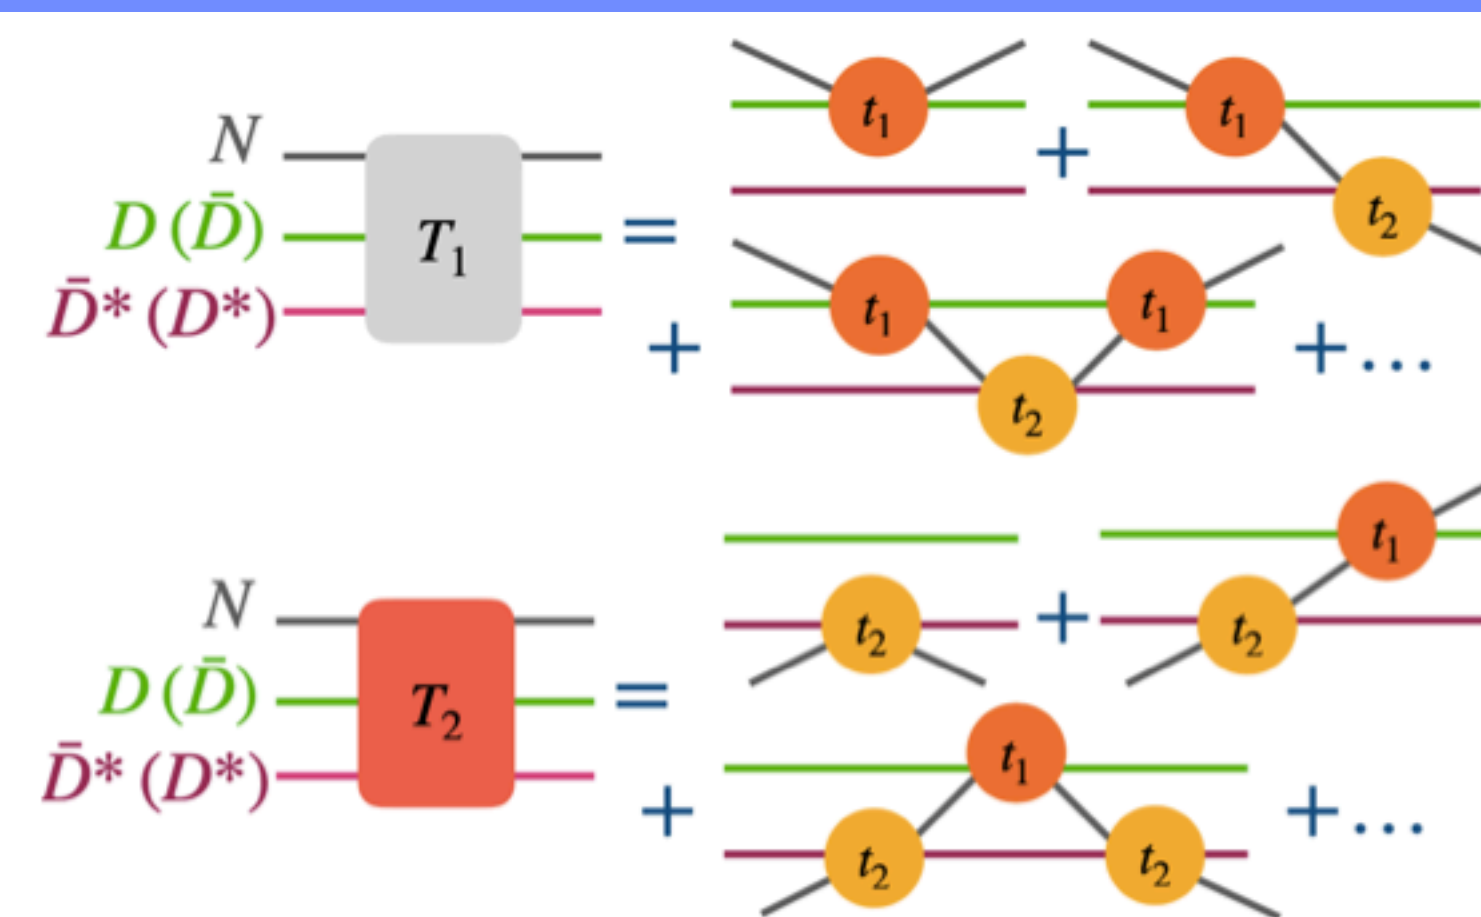 t₁ + t₁
N
D (D̄) T₁ = t₂
D̄* (D*) t₁ t₁
+ t₂ + ...
t₁
N t₂ + t₂
D (D̄) T₂ = t₁
D̄* (D*) + t₂ t₂ + ...